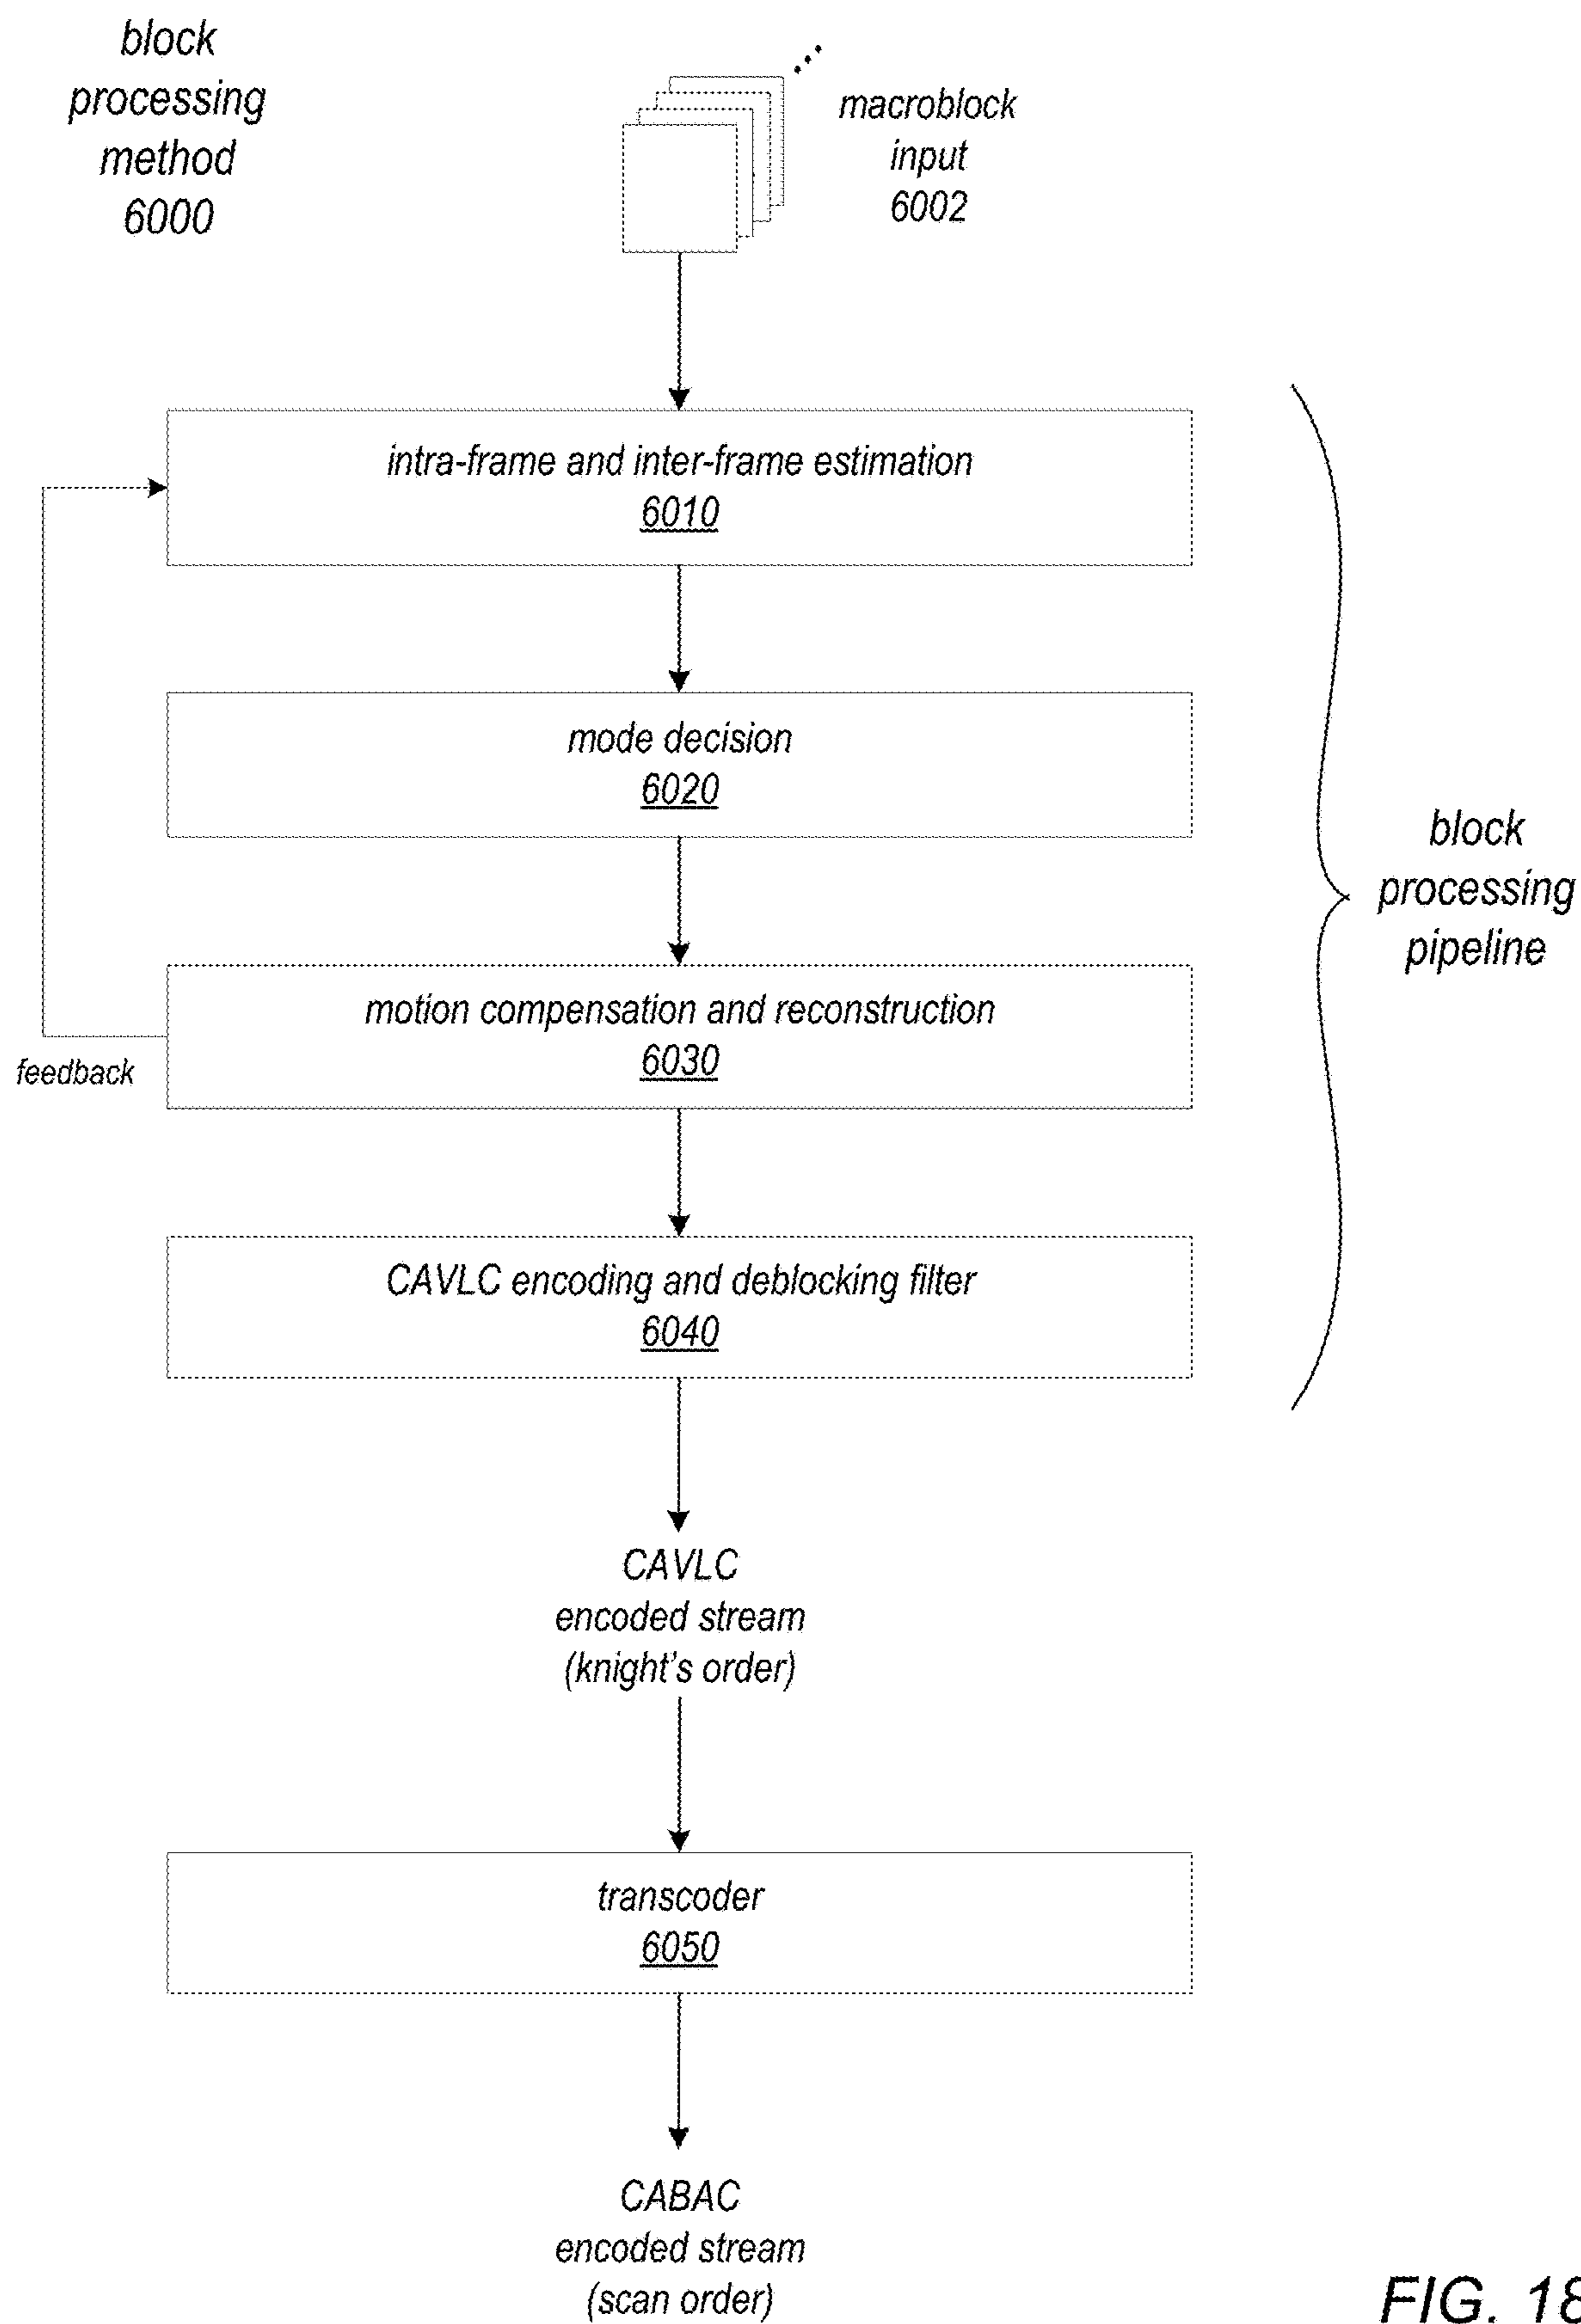 block
processing
method
6000
macroblock
input
6002
intra-frame and inter-frame estimation
6010
mode decision
6020
block
processing
pipeline
motion compensation and reconstruction
6030
feedback
CAVLC encoding and deblocking filter
6040
CAVLC
encoded stream
(knight's order)
transcoder
6050
CABAC
encoded stream
(scan order)
FIG. 18